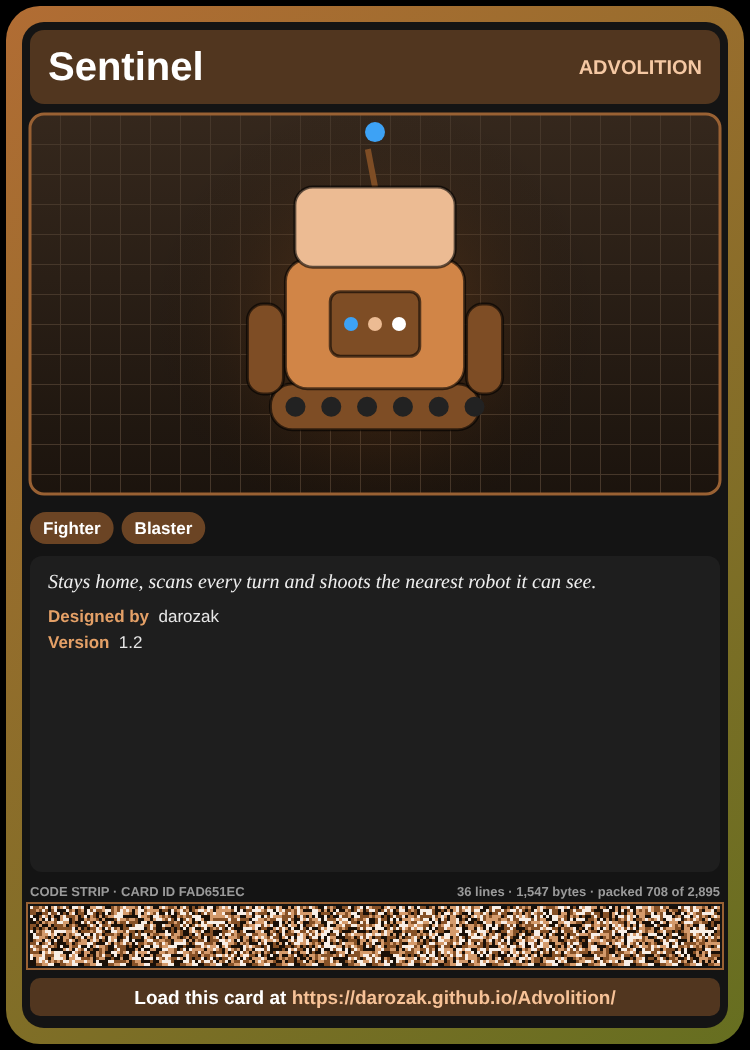 Sentinel
ADVOLITION
Fighter
Blaster
Stays home, scans every turn and shoots the nearest robot it can see.
Designed by darozak
Version 1.2
CODE STRIP · CARD ID FAD651EC
36 lines · 1,547 bytes · packed 708 of 2,895
Load this card at https://darozak.github.io/Advolition/